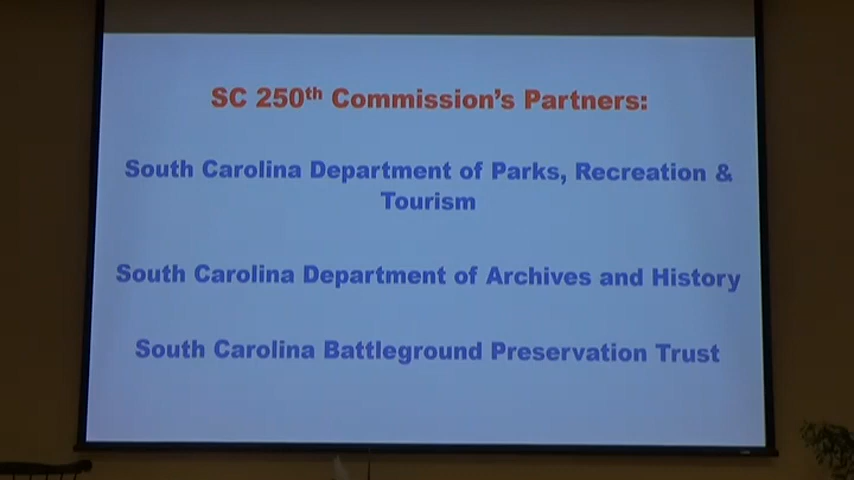 SC 250th Commission's Partners:
South Carolina Department of Parks, Recreation &
Tourism
South Carolina Department of Archives and History
South Carolina Battleground Preservation Trust